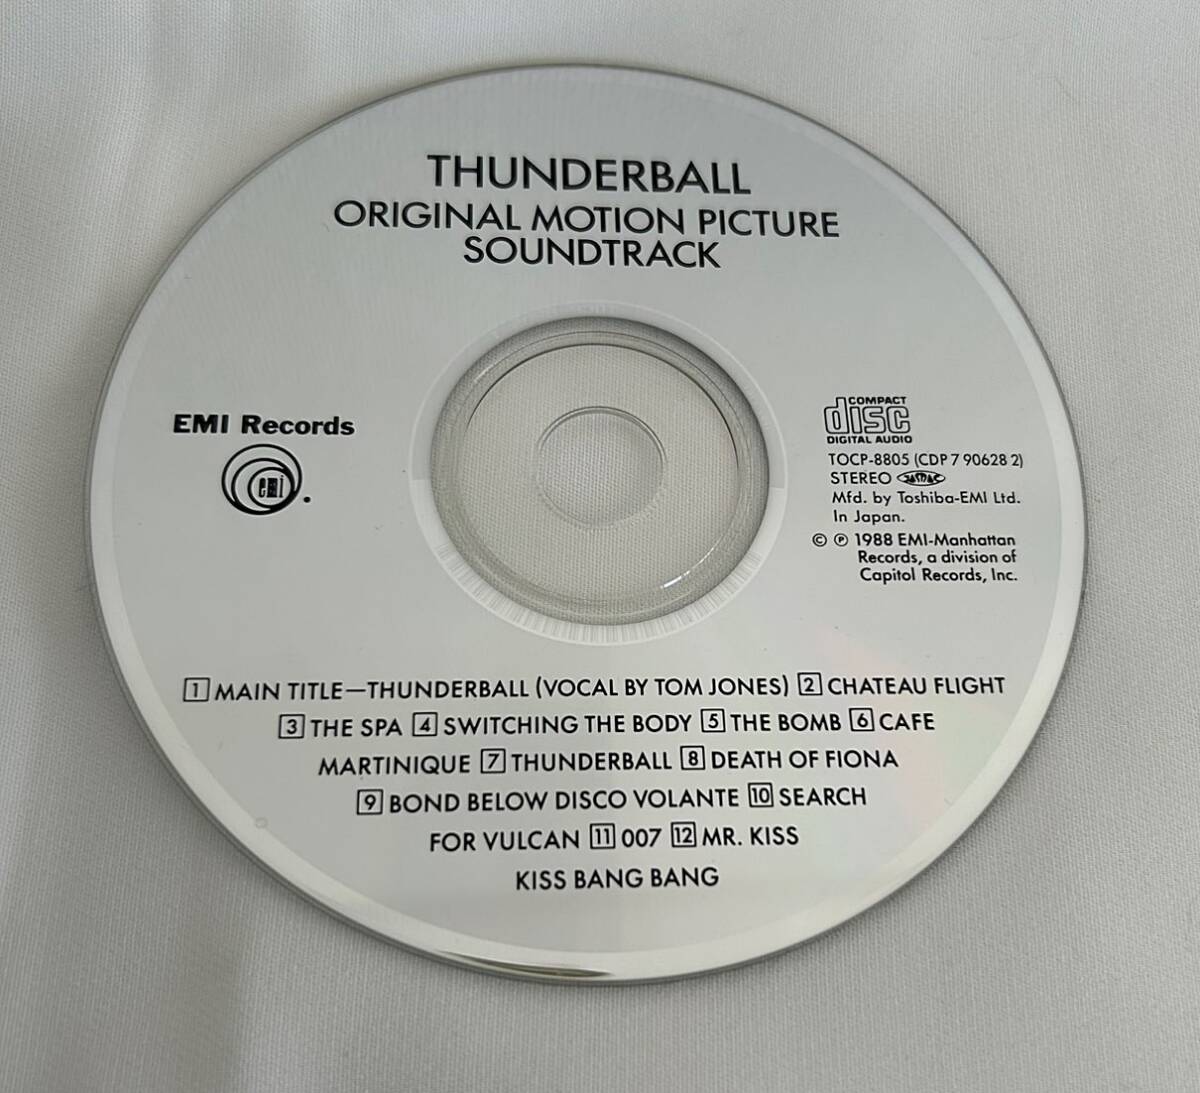 THUNDERBALL
ORIGINAL MOTION PICTURE
SOUNDTRACK
EMI Records
emi
COMPACT
disc
DIGITAL AUDIO
TOCP-8805 (CDP 7 90628 2)
STEREO JASRAC
Mfd. by Toshiba-EMI Ltd.
In Japan.
© ℗ 1988 EMI-Manhattan
Records, a division of
Capitol Records, Inc.
1 MAIN TITLE—THUNDERBALL (VOCAL BY TOM JONES) 2 CHATEAU FLIGHT
3 THE SPA 4 SWITCHING THE BODY 5 THE BOMB 6 CAFE
MARTINIQUE 7 THUNDERBALL 8 DEATH OF FIONA
9 BOND BELOW DISCO VOLANTE 10 SEARCH
FOR VULCAN 11 007 12 MR. KISS
KISS BANG BANG